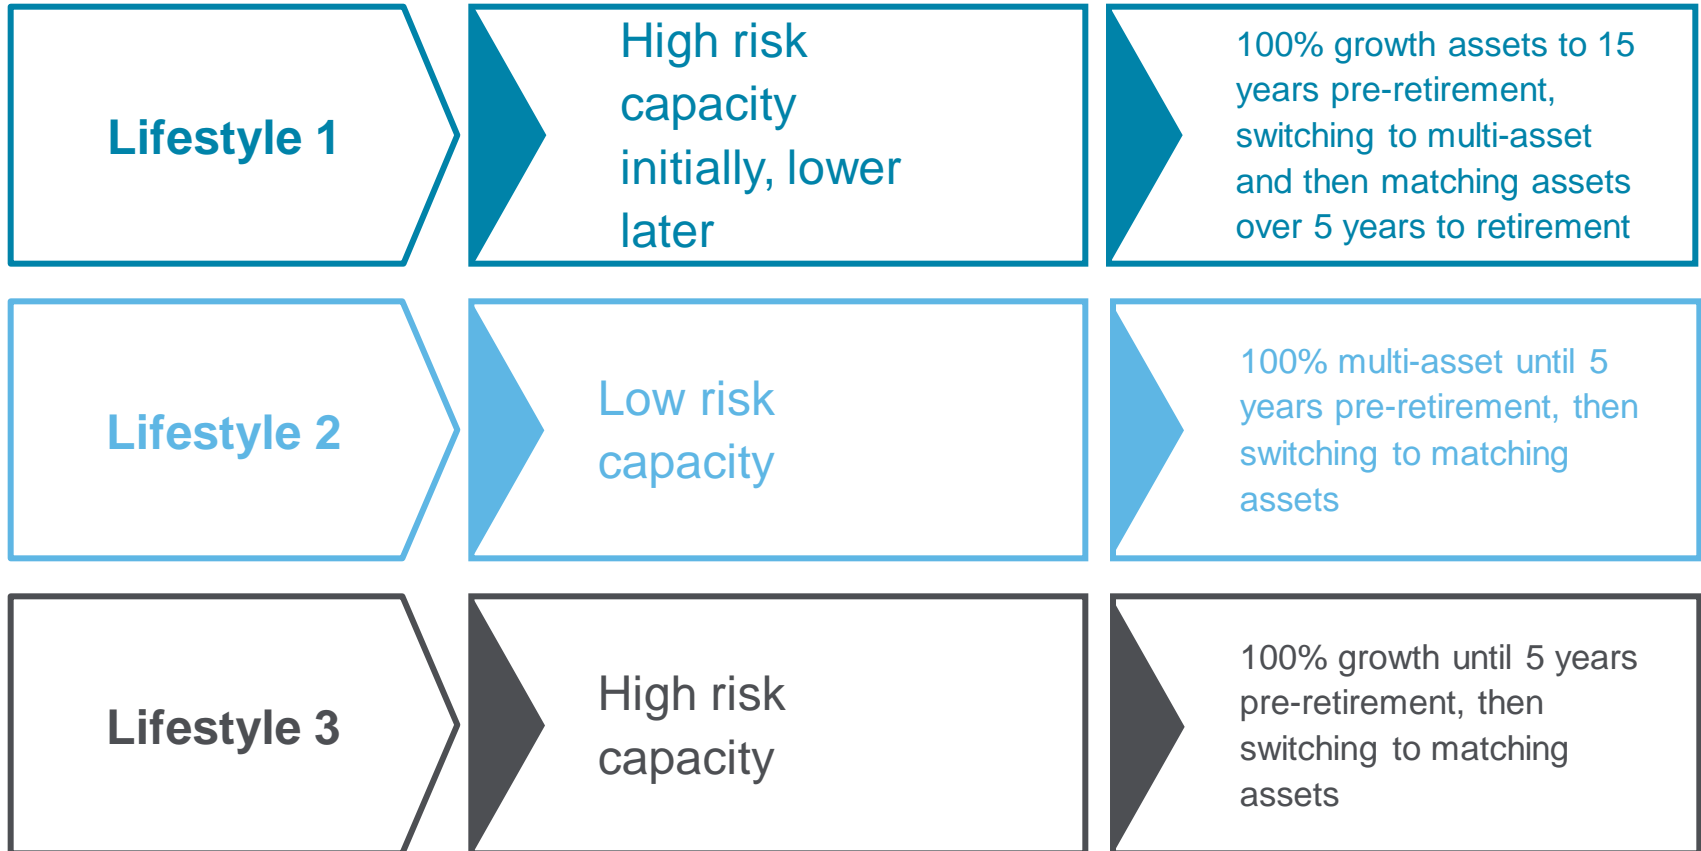 Lifestyle 1
High risk
capacity
initially, lower
later
100% growth assets to 15
years pre-retirement,
switching to multi-asset
and then matching assets
over 5 years to retirement
Lifestyle 2
Low risk
capacity
100% multi-asset until 5
years pre-retirement, then
switching to matching
assets
Lifestyle 3
High risk
capacity
100% growth until 5 years
pre-retirement, then
switching to matching
assets